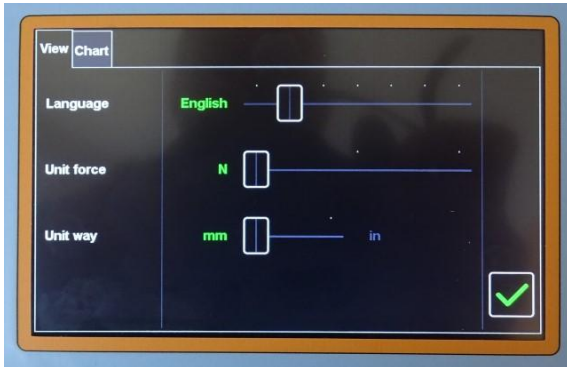 View Chart
Language English
Unit force N
Unit way mm in